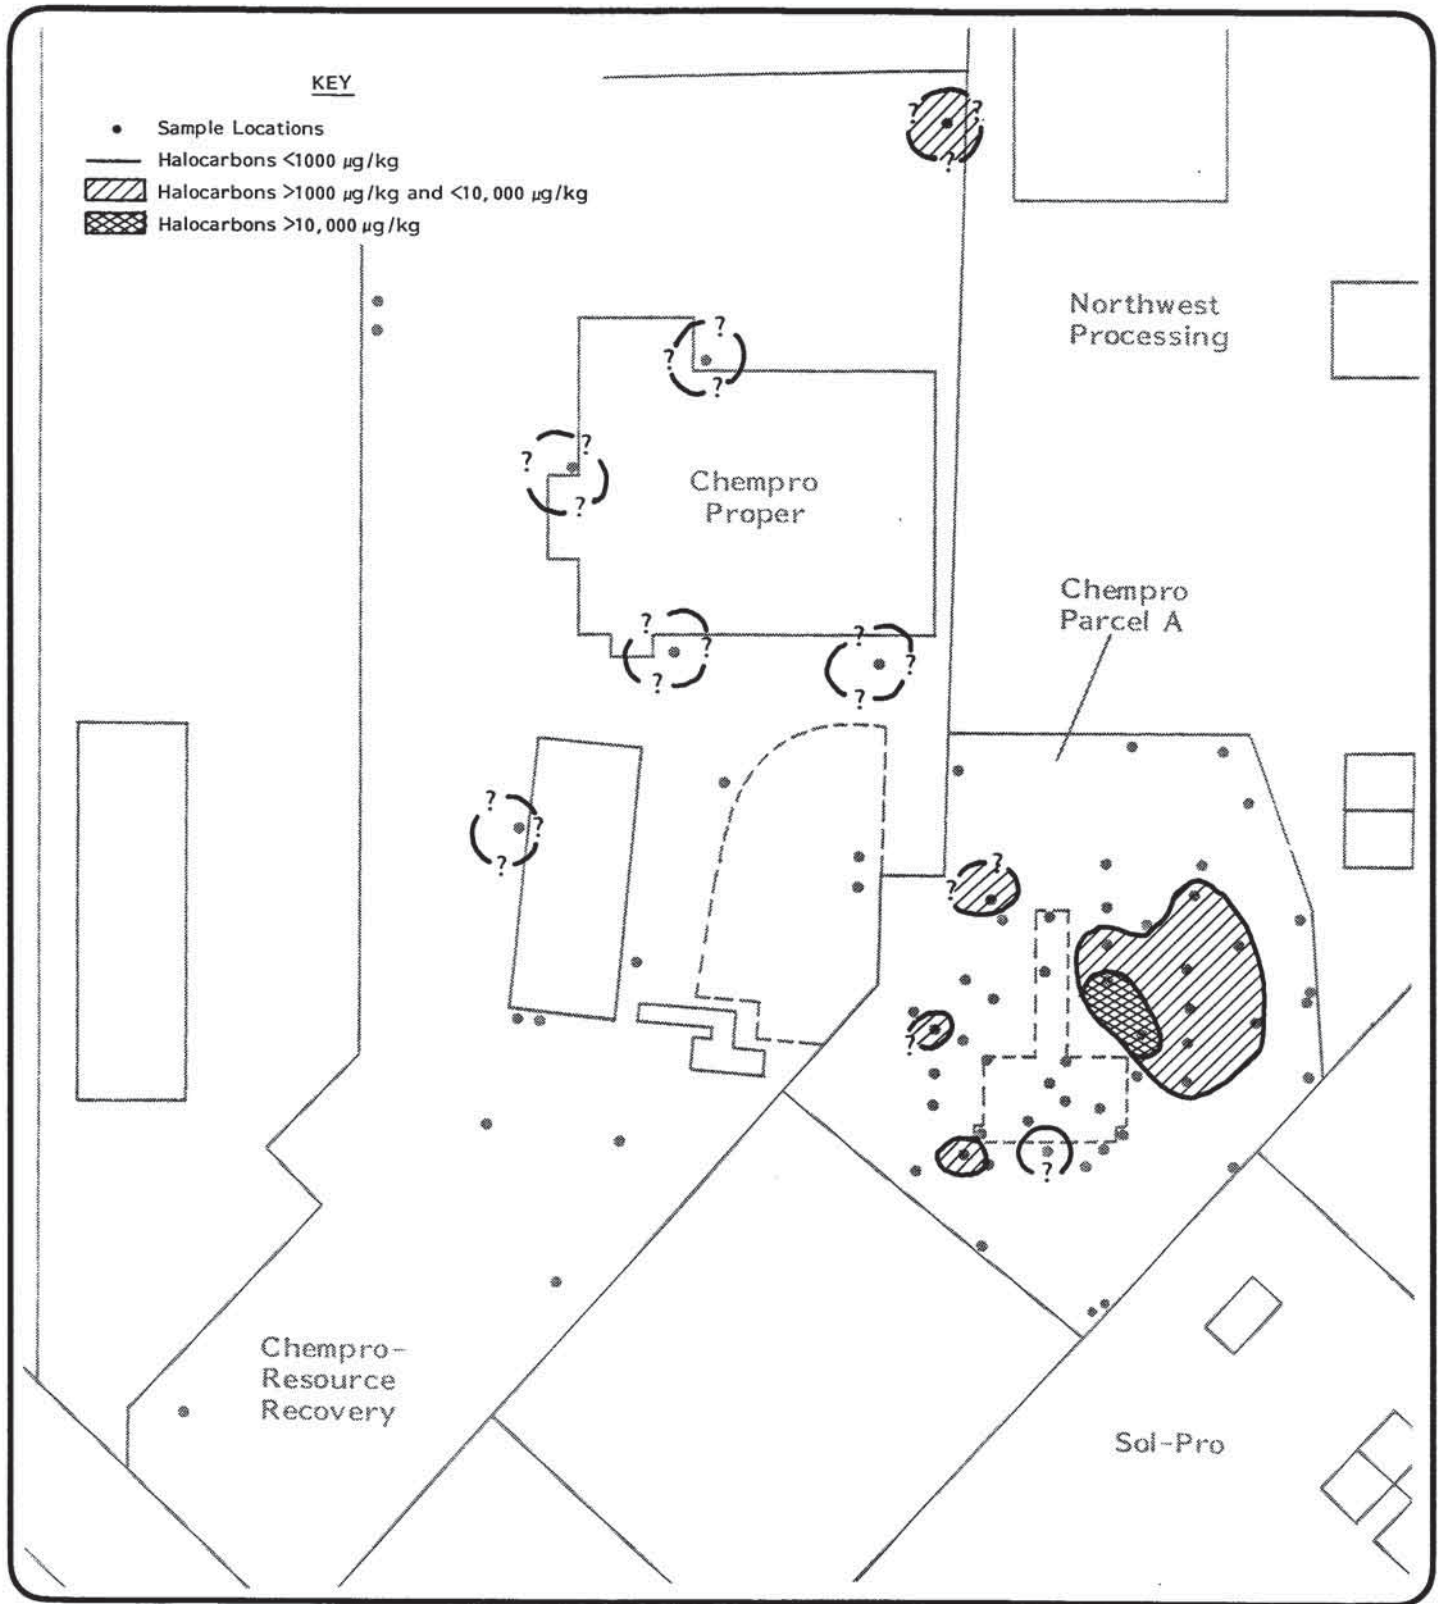 KEY
Sample Locations
Halocarbons <1000 µg/kg
Halocarbons >1000 µg/kg and <10,000 µg/kg
Halocarbons >10,000 µg/kg
? ? ?
Northwest
Processing
? ? ?
? ? ?
Chempro
Proper
Chempro
Parcel A
? ? ?
? ? ?
? ? ?
? ?
?
?
Chempro-
Resource
Recovery
Sol-Pro